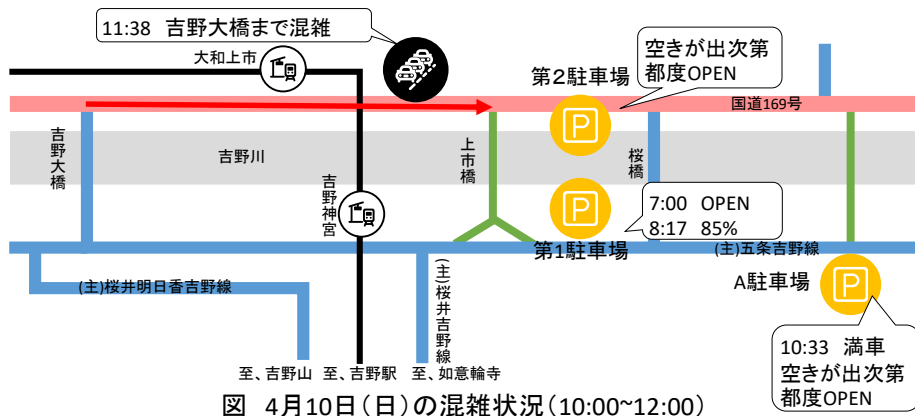 11:38 吉野大橋まで混雑
大和上市
第2駐車場
空きが出次第
都度OPEN
国道169号
吉野大橋
吉野川
上市橋
桜橋
吉野神宮
7:00 OPEN
8:17 85%
第1駐車場
(主)五条吉野線
(主)桜井明日香吉野線
(主)桜井吉野線
A駐車場
10:33 満車
空きが出次第
都度OPEN
至、吉野山 至、吉野駅 至、如意輪寺
図 4月10日(日)の混雑状況(10:00~12:00)